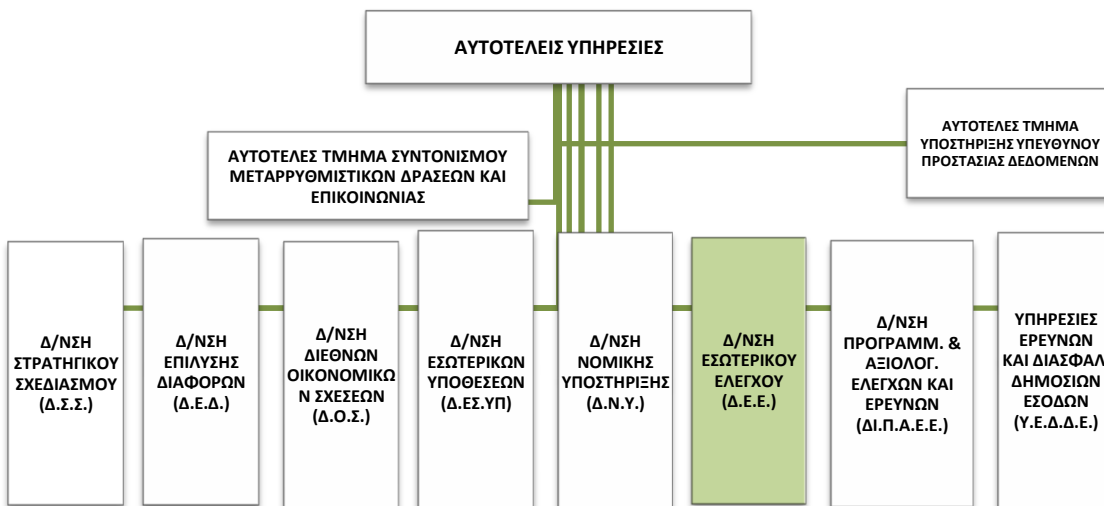 ΑΥΤΟΤΕΛΕΙΣ ΥΠΗΡΕΣΙΕΣ
ΑΥΤΟΤΕΛΕΣ ΤΜΗΜΑ
ΥΠΟΣΤΗΡΙΞΗΣ ΥΠΕΥΘΥΝΟΥ
ΠΡΟΣΤΑΣΙΑΣ ΔΕΔΟΜΕΝΩΝ
ΑΥΤΟΤΕΛΕΣ ΤΜΗΜΑ ΣΥΝΤΟΝΙΣΜΟΥ
ΜΕΤΑΡΡΥΘΜΙΣΤΙΚΩΝ ΔΡΑΣΕΩΝ ΚΑΙ
ΕΠΙΚΟΙΝΩΝΙΑΣ
Δ/ΝΣΗ
ΣΤΡΑΤΗΓΙΚΟΥ
ΣΧΕΔΙΑΣΜΟΥ
(Δ.Σ.Σ.)
Δ/ΝΣΗ
ΕΠΙΛΥΣΗΣ
ΔΙΑΦΟΡΩΝ
(Δ.Ε.Δ.)
Δ/ΝΣΗ
ΔΙΕΘΝΩΝ
ΟΙΚΟΝΟΜΙΚΩ
Ν ΣΧΕΣΕΩΝ
(Δ.Ο.Σ.)
Δ/ΝΣΗ
ΕΣΩΤΕΡΙΚΩΝ
ΥΠΟΘΕΣΕΩΝ
(Δ.ΕΣ.ΥΠ)
Δ/ΝΣΗ
ΝΟΜΙΚΗΣ
ΥΠΟΣΤΗΡΙΞΗΣ
(Δ.Ν.Υ.)
Δ/ΝΣΗ
ΕΣΩΤΕΡΙΚΟΥ
ΕΛΕΓΧΟΥ
(Δ.Ε.Ε.)
Δ/ΝΣΗ
ΠΡΟΓΡΑΜΜ. &
ΑΞΙΟΛΟΓ.
ΕΛΕΓΧΩΝ ΚΑΙ
ΕΡΕΥΝΩΝ
(ΔΙ.Π.Α.Ε.Ε.)
ΥΠΗΡΕΣΙΕΣ
ΕΡΕΥΝΩΝ
ΚΑΙ ΔΙΑΣΦΑΛ
ΔΗΜΟΣΙΩΝ
ΕΣΟΔΩΝ
(Υ.Ε.Δ.Δ.Ε.)